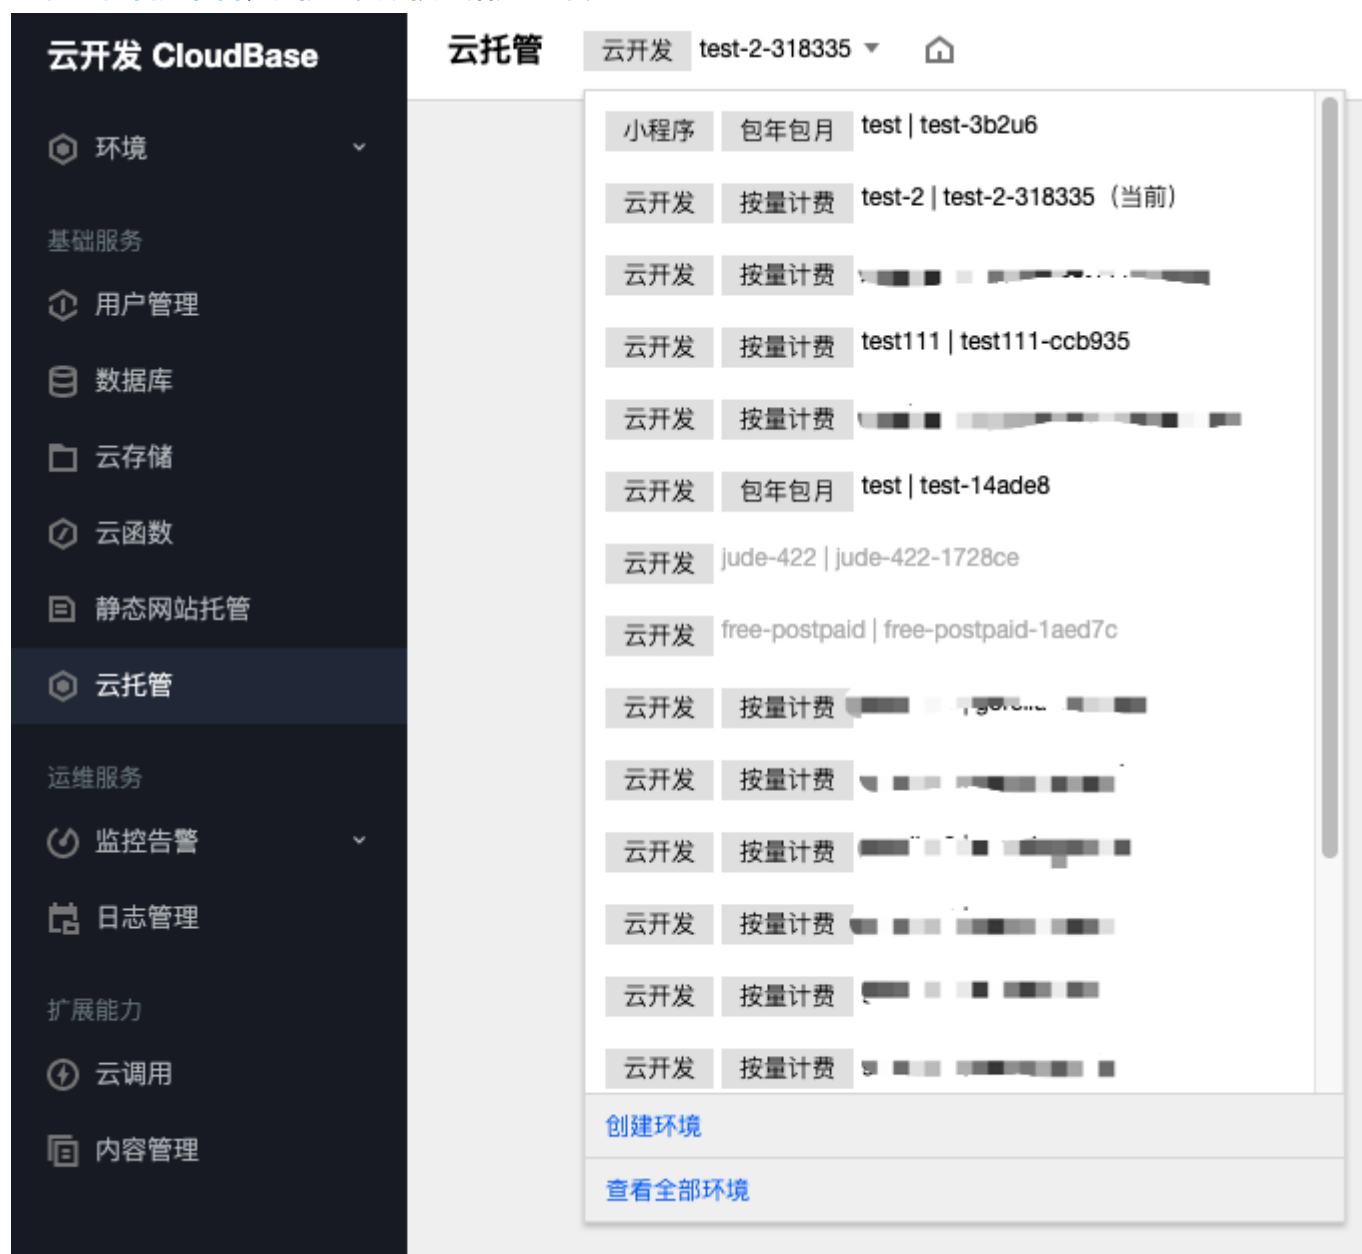 云开发 CloudBase
环境
基础服务
用户管理
数据库
云存储
云函数
静态网站托管
云托管
运维服务
监控告警
日志管理
扩展能力
云调用
内容管理
云托管 云开发 test-2-318335
小程序 包年包月 test | test-3b2u6
云开发 按量计费 test-2 | test-2-318335（当前）
云开发 按量计费
云开发 按量计费 test111 | test111-ccb935
云开发 按量计费
云开发 包年包月 test | test-14ade8
云开发 jude-422 | jude-422-1728ce
云开发 free-postpaid | free-postpaid-1aed7c
云开发 按量计费
云开发 按量计费
云开发 按量计费
云开发 按量计费
云开发 按量计费
云开发 按量计费
创建环境
查看全部环境